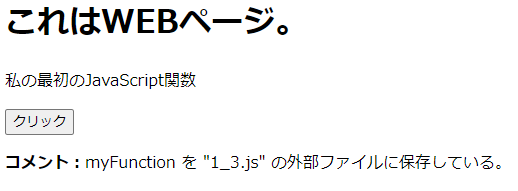 これはWEBページ。
私の最初のJavaScript関数
クリック
コメント：myFunction を "1_3.js" の外部ファイルに保存している。